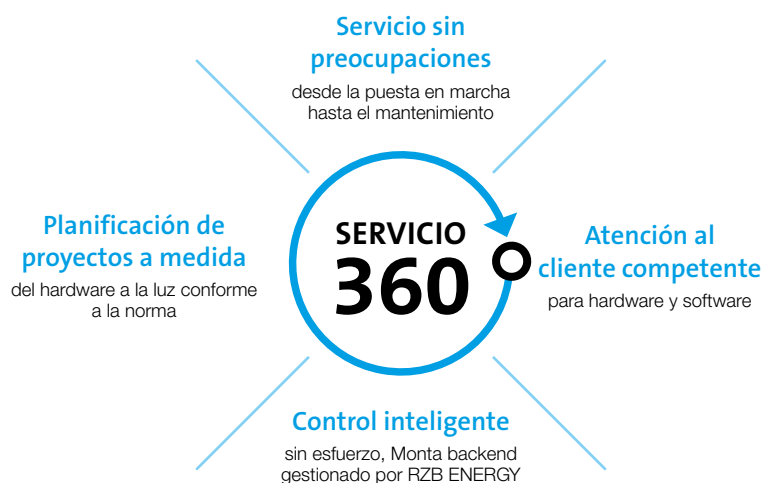 Servicio sin
preocupaciones
desde la puesta en marcha
hasta el mantenimiento
Planificación de
proyectos a medida
del hardware a la luz conforme
a la norma
SERVICIO
360°
Atención al
cliente competente
para hardware y software
Control inteligente
sin esfuerzo, Monta backend
gestionado por RZB ENERGY